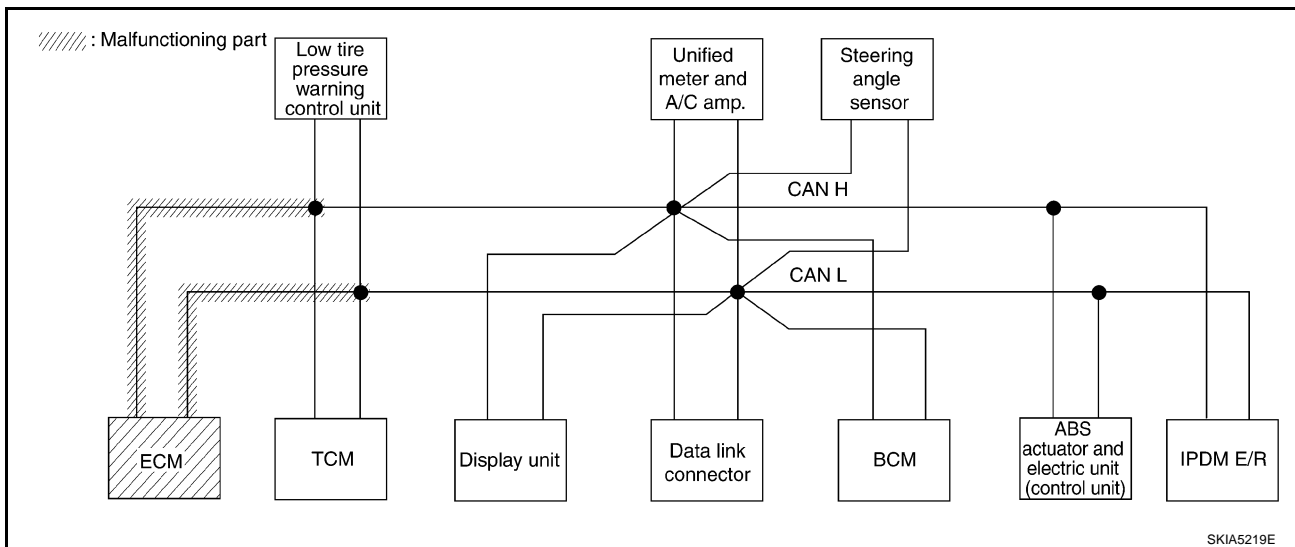 : Malfunctioning part
Low tire
pressure
warning
control unit
Unified
meter and
A/C amp.
Steering
angle
sensor
CAN H
CAN L
ECM
TCM
Display unit
Data link
connector
BCM
ABS
actuator and
electric unit
(control unit)
IPDM E/R
SKIA5219E